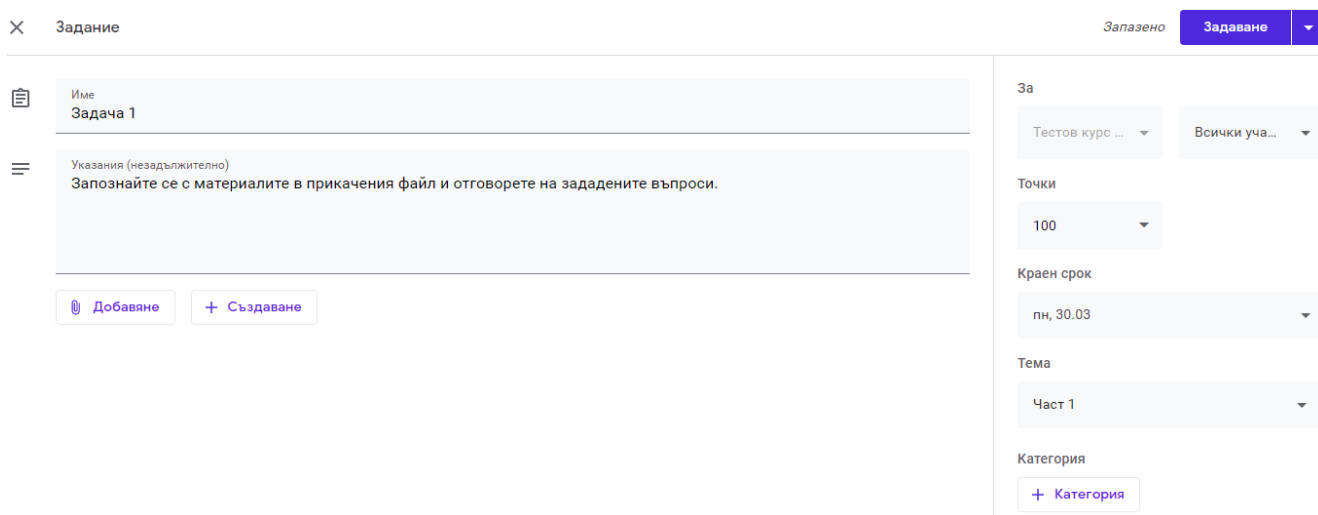 Задание
Запазено
Задаване
Име
Задача 1
Указания (незадължително)
Запознайте се с материалите в прикачения файл и отговорете на зададените въпроси.
Добавяне
Създаване
За
Тестов курс ...
Всички уча...
Точки
100
Краен срок
пн, 30.03
Тема
Част 1
Категория
Категория